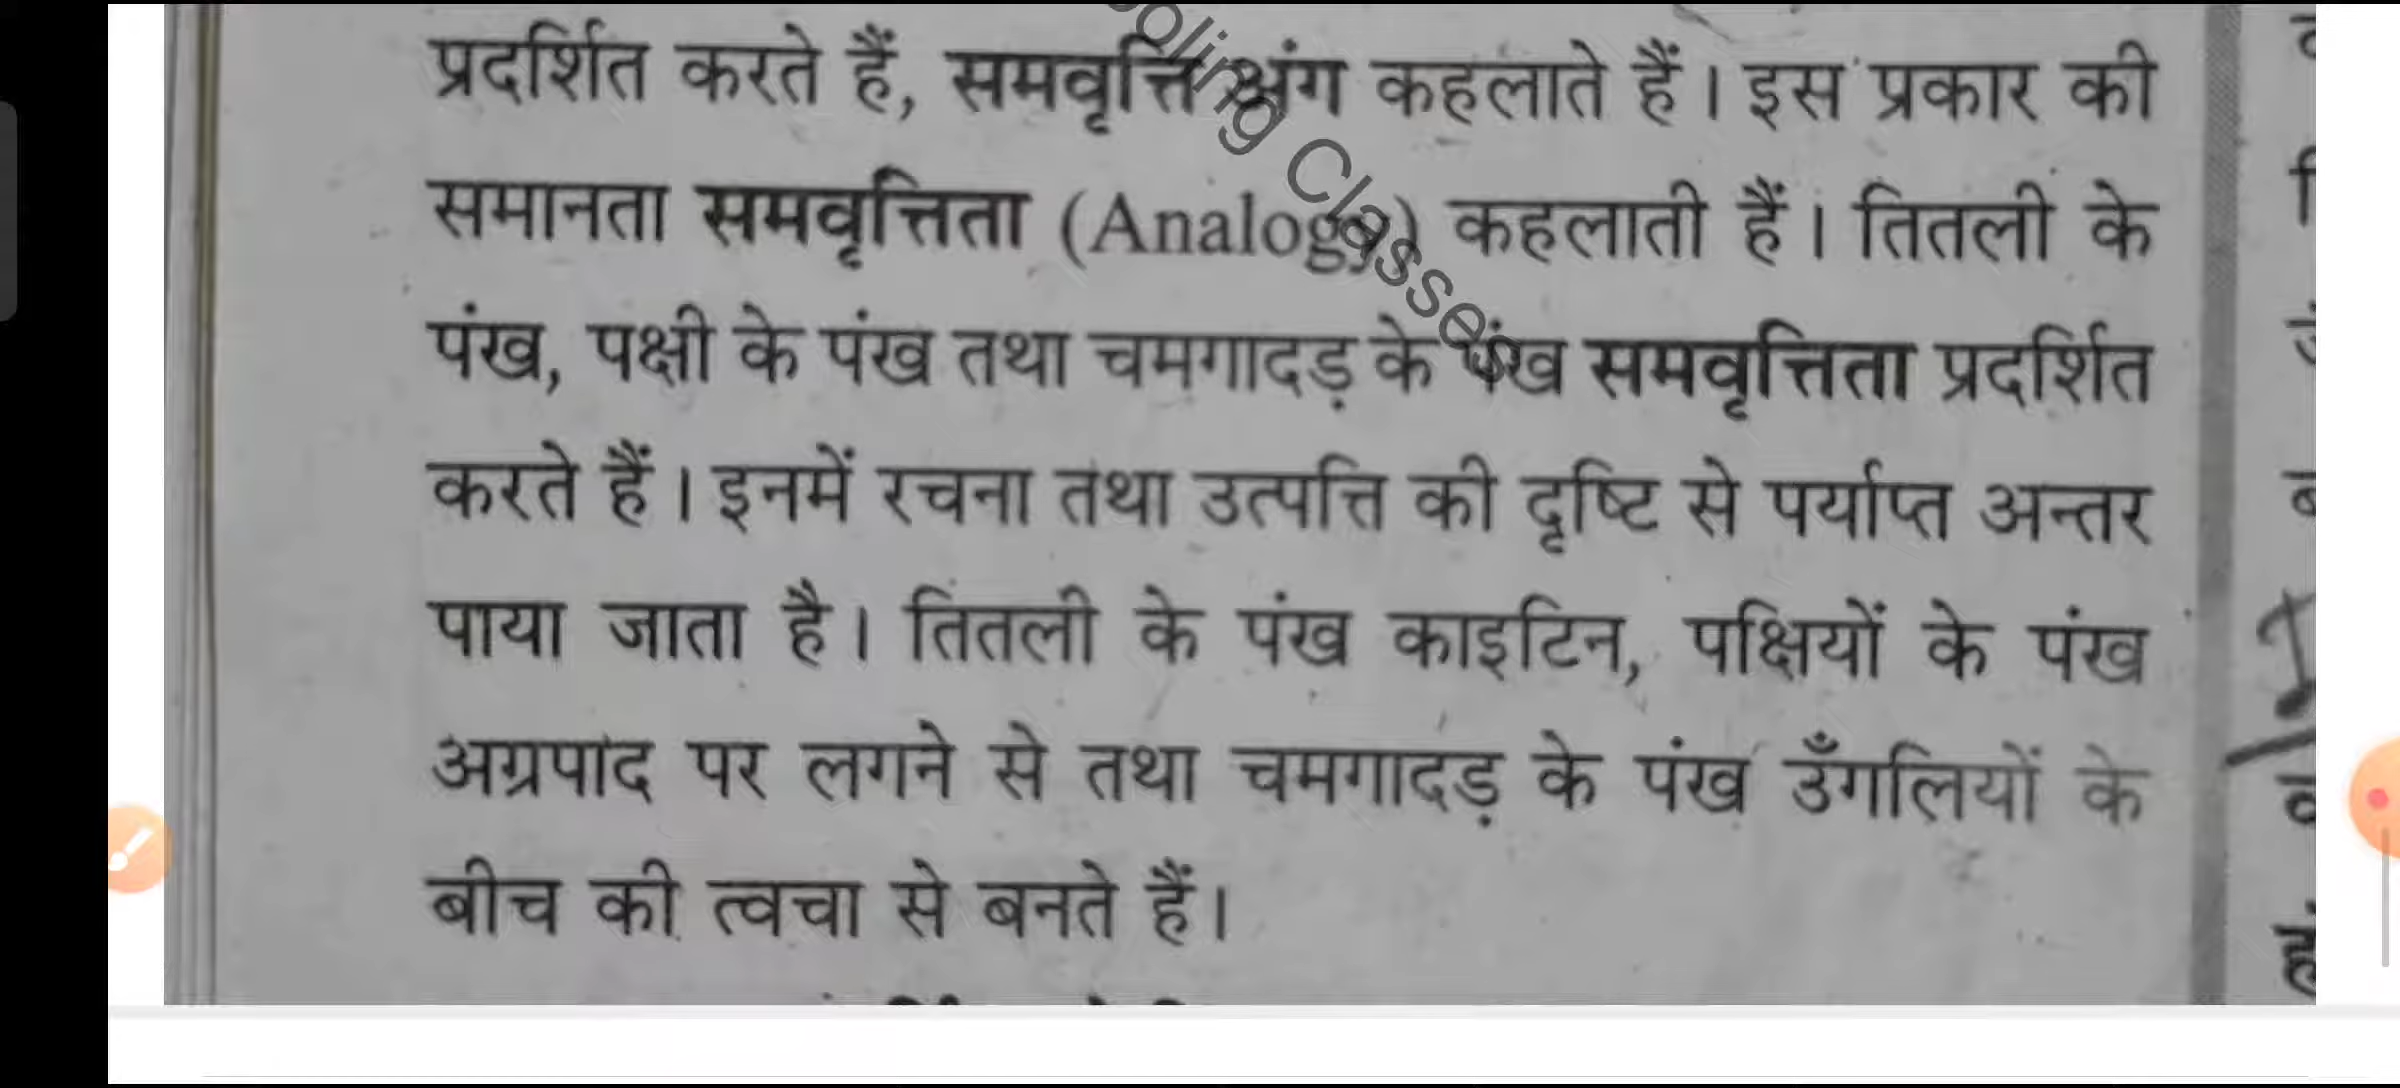 प्रदर्शित करते हैं, समवृत्ति अंग कहलाते हैं। इस प्रकार की
समानता समवृत्तिता (Analogy) कहलाती हैं। तितली के
पंख, पक्षी के पंख तथा चमगादड़ के पंख समवृत्तिता प्रदर्शित
करते हैं। इनमें रचना तथा उत्पत्ति की दृष्टि से पर्याप्त अन्तर
पाया जाता है। तितली के पंख काइटिन, पक्षियों के पंख
अग्रपाद पर लगने से तथा चमगादड़ के पंख उँगलियों के
बीच की त्वचा से बनते हैं।
Classes